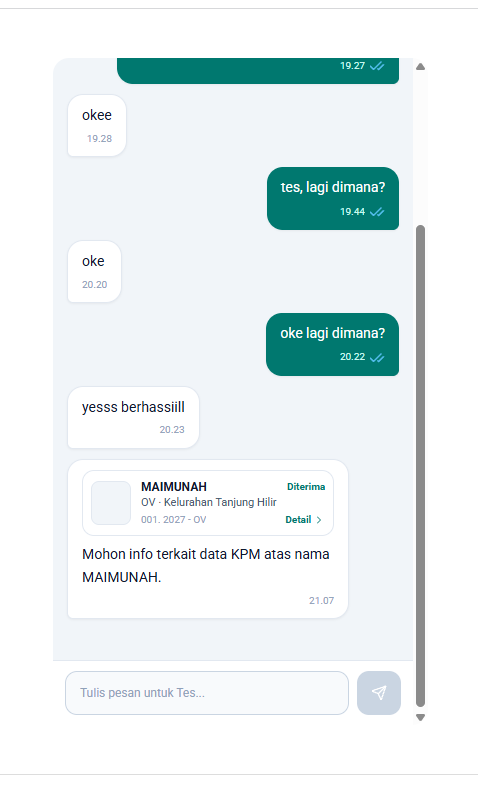 19.27
okee
19.28
tes, lagi dimana?
19.44
oke
20.20
oke lagi dimana?
20.22
yesss berhassiill
20.23
MAIMUNAH Diterima
OV · Kelurahan Tanjung Hilir
001. 2027 - OV Detail >
Mohon info terkait data KPM atas nama
MAIMUNAH.
21.07
Tulis pesan untuk Tes...